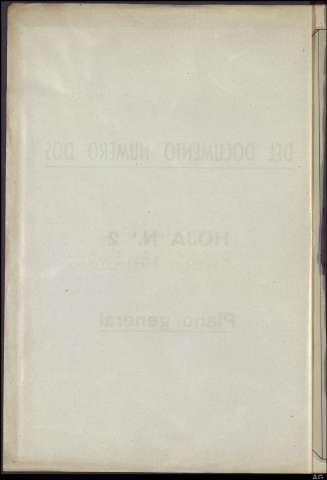 DEL DOCUMENTO NUMERO DOS
HOJA N.º 2
Plano general